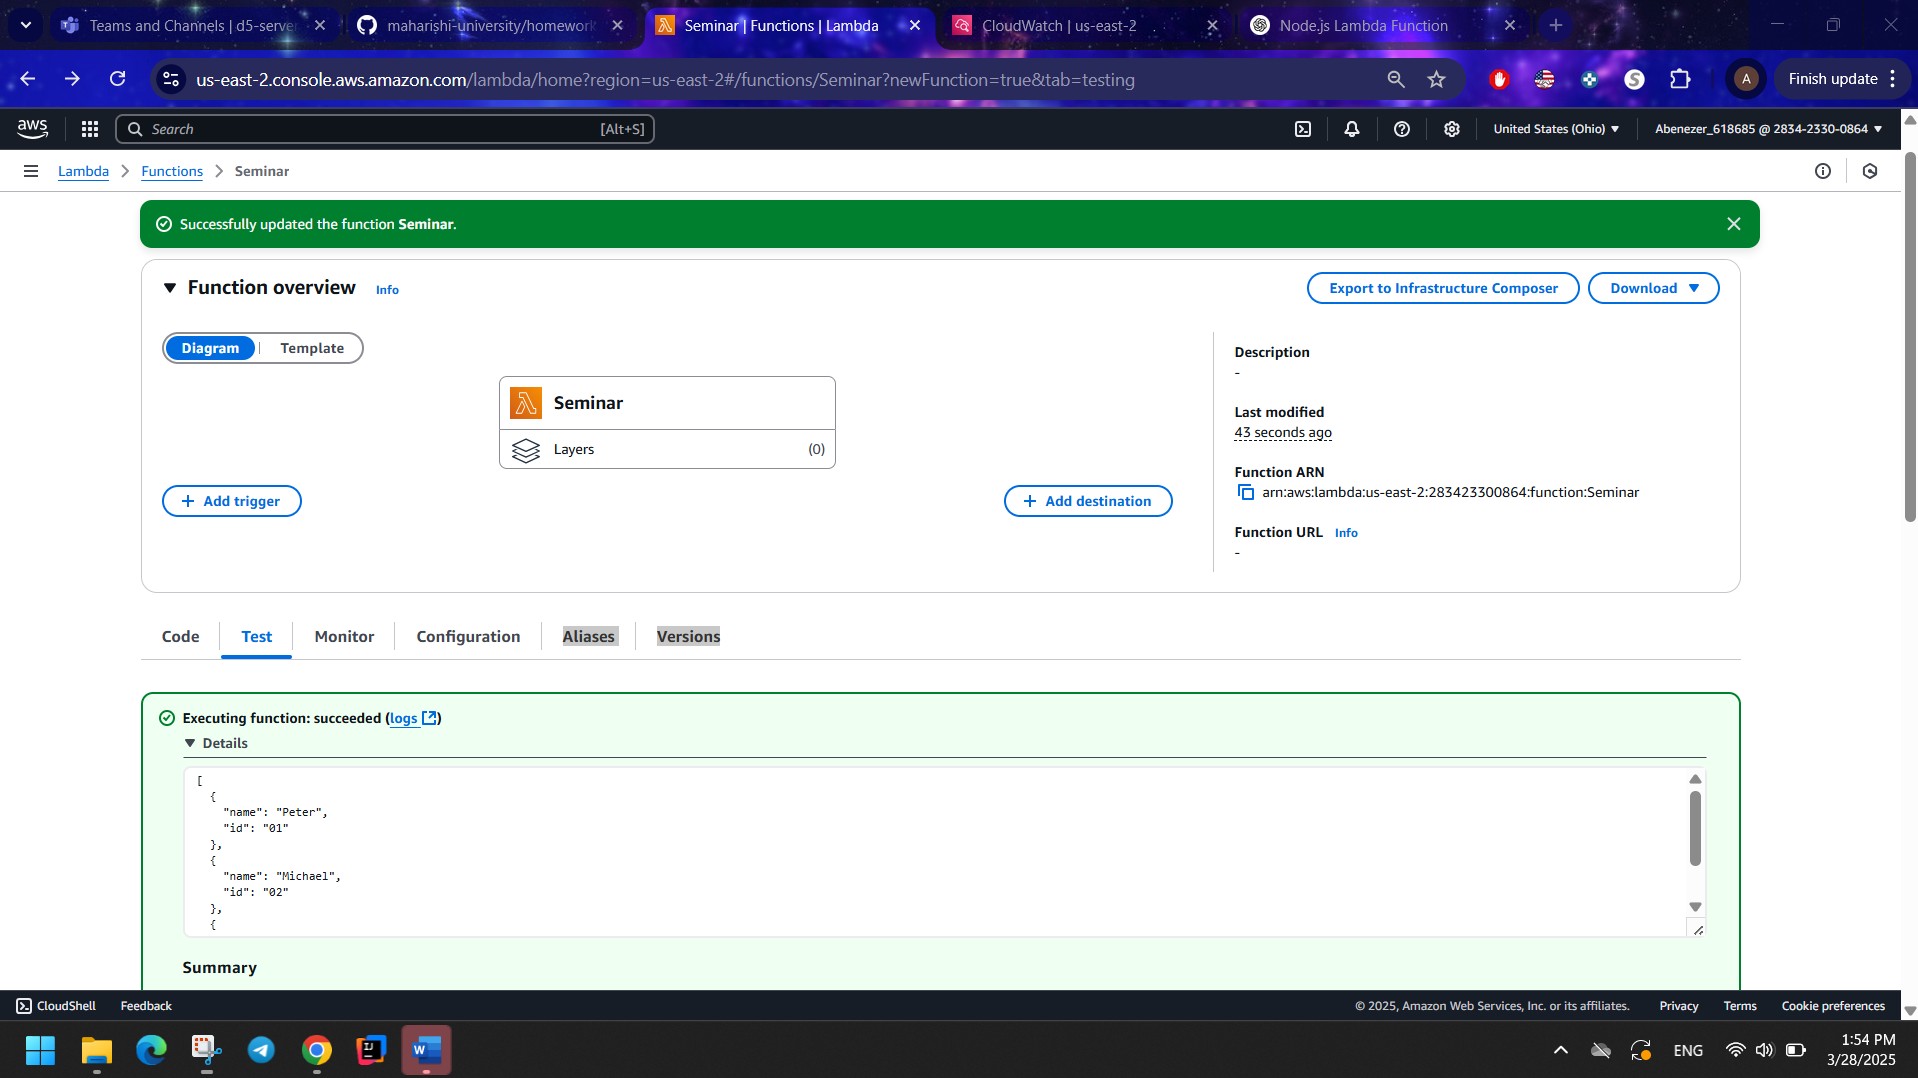 Teams and Channels | d5-server
maharishi-university/homework
Seminar | Functions | Lambda
CloudWatch | us-east-2
Node.js Lambda Function
us-east-2.console.aws.amazon.com/lambda/home?region=us-east-2#/functions/Seminar?newFunction=true&tab=testing
S
A
Finish update
aws
Search
[Alt+S]
United States (Ohio)
Abenezer_618685 @ 2834-2330-0864
Lambda
Functions
Seminar
Successfully updated the function Seminar.
Function overview
Info
Export to Infrastructure Composer
Download
Diagram
Template
Seminar
Layers
(0)
Add trigger
Add destination
Description
-
Last modified
43 seconds ago
Function ARN
arn:aws:lambda:us-east-2:283423300864:function:Seminar
Function URL
Info
-
Code
Test
Monitor
Configuration
Aliases
Versions
Executing function: succeeded (logs)
Details
[
{
"name": "Peter",
"id": "01"
},
{
"name": "Michael",
"id": "02"
},
{
Summary
CloudShell
Feedback
© 2025, Amazon Web Services, Inc. or its affiliates.
Privacy
Terms
Cookie preferences
ENG
1:54 PM
3/28/2025